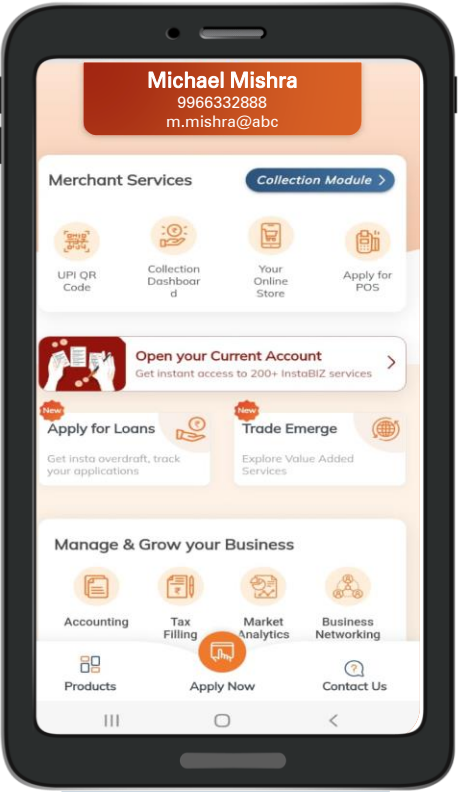 Michael Mishra
9966332888
m.mishra@abc
Merchant Services
Collection Module >
UPI QR
Code
Collection
Dashboar
d
Your
Online
Store
Apply for
POS
Open your Current Account
Get instant access to 200+ InstaBIZ services
New
Apply for Loans
Get insta overdraft, track
your applications
New
Trade Emerge
Explore Value Added
Services
Manage & Grow your Business
Accounting
Tax
Filling
Market
Analytics
Business
Networking
Products
Apply Now
Contact Us